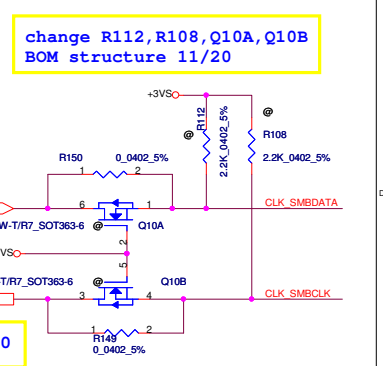 change R112,R108,Q10A,Q10B
BOM structure 11/20
+3VS
@
@
R112
2.2K_0402_5%
R108
2.2K_0402_5%
R150
0_0402_5%
1
2
CLK_SMBDATA
6
1
W-T/R7_SOT363-6
@
Q10A
2
VS
5
-T/R7_SOT363-6
@
Q10B
3
4
CLK_SMBCLK
0
1
2
R149
0_0402_5%
D